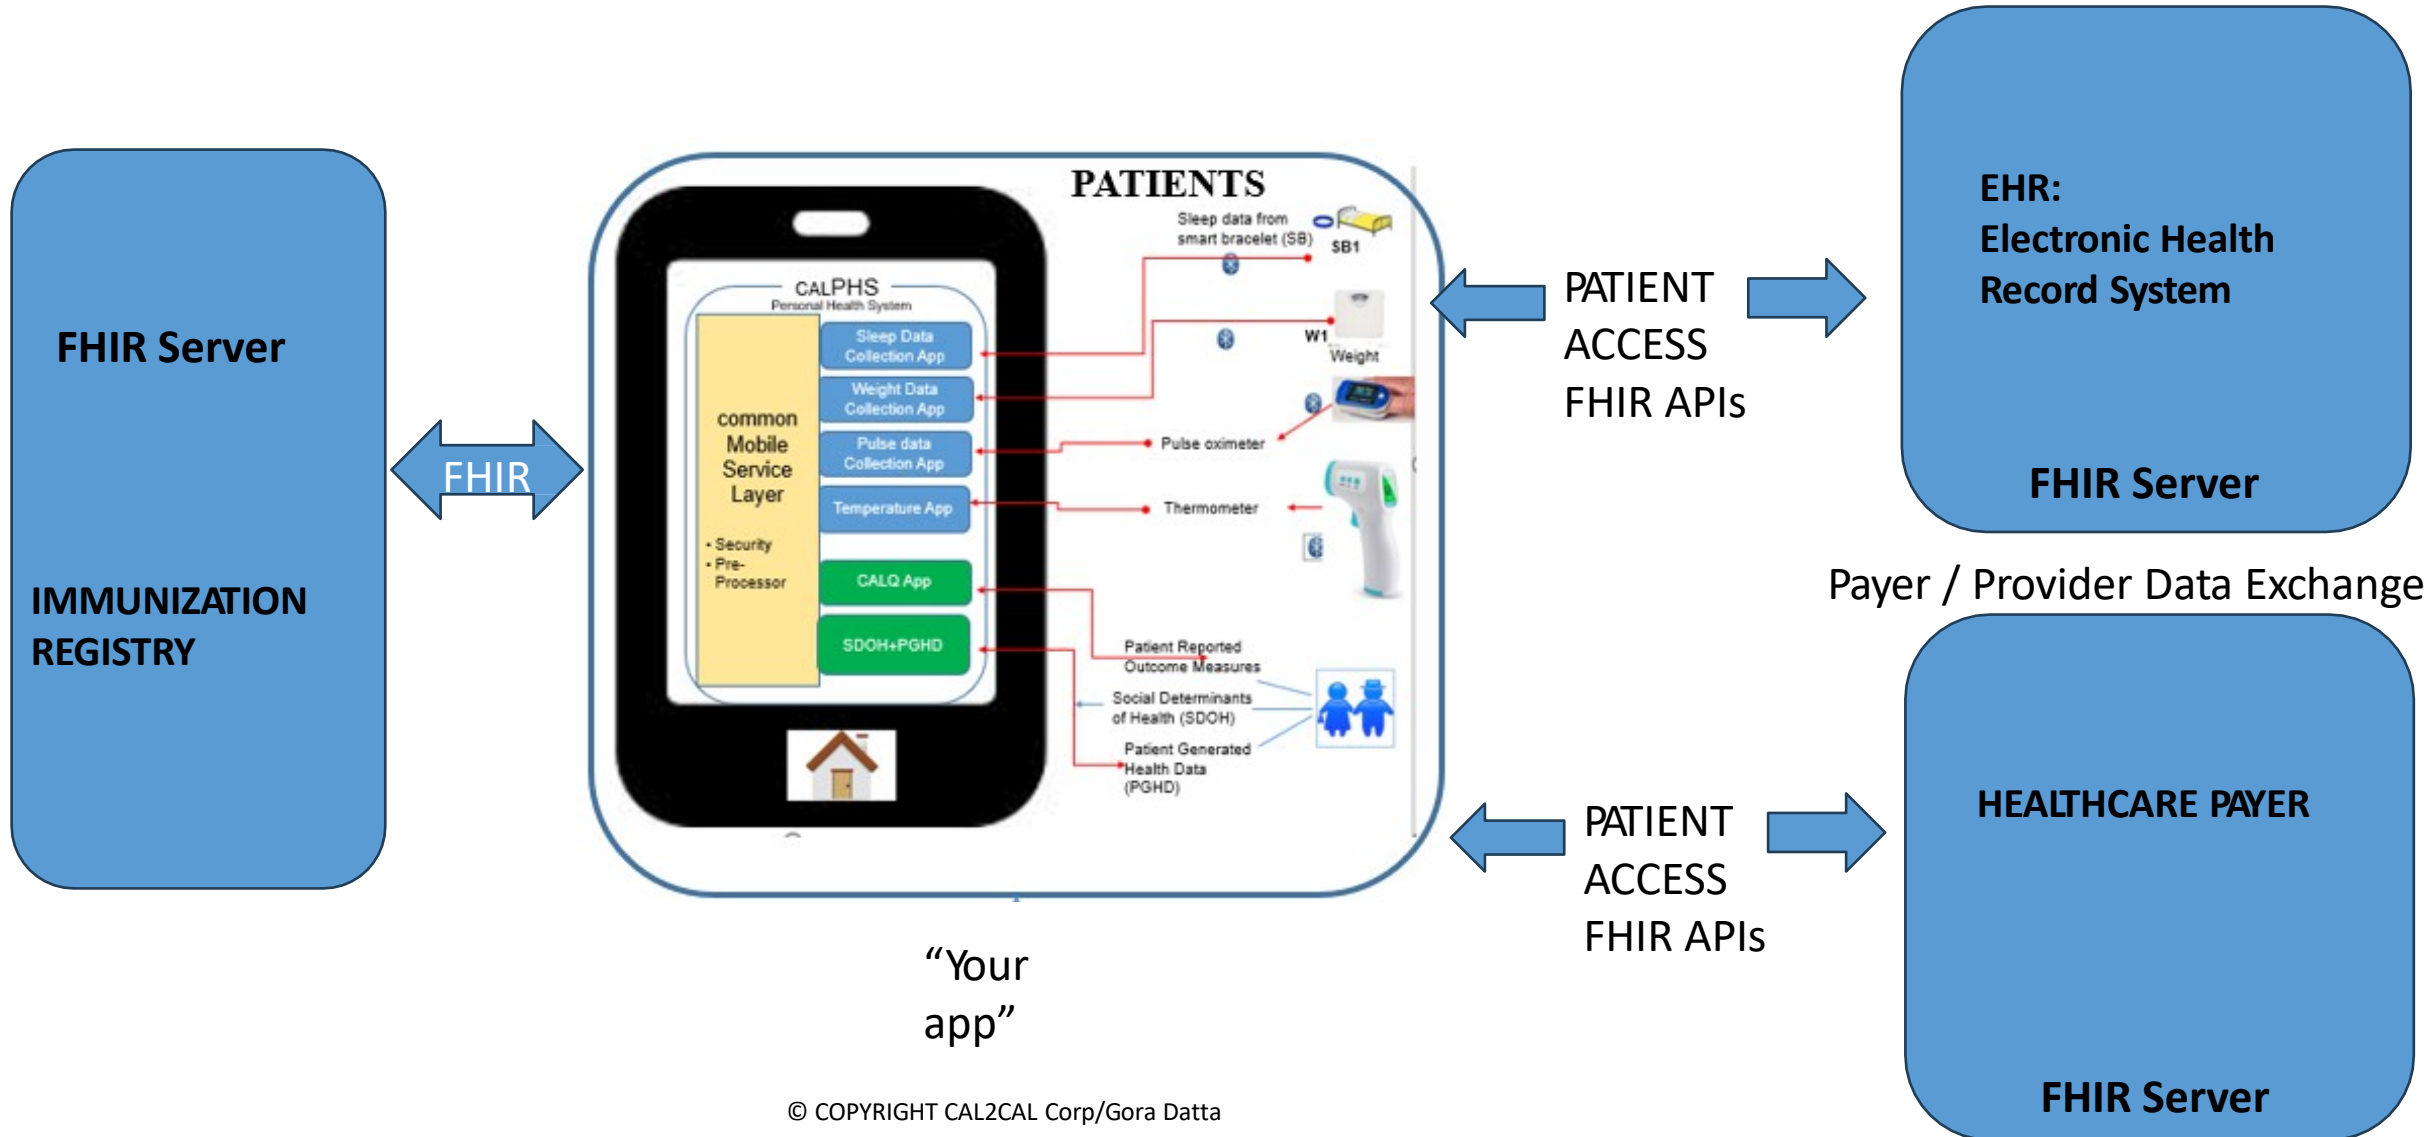 FHIR Server
IMMUNIZATION
REGISTRY
FHIR
PATIENTS
CALPHS
Personal Health System
common
Mobile
Service
Layer
• Security
• Pre-
Processor
Sleep Data
Collection App
Weight Data
Collection App
Pulse data
Collection App
Temperature App
CALQ App
SDOH+PGHD
Sleep data from
smart bracelet (SB)
SB1
W1
Weight
Pulse oximeter
Thermometer
Patient Reported
Outcome Measures
Social Determinants
of Health (SDOH)
Patient Generated
Health Data
(PGHD)
“Your
app”
PATIENT
ACCESS
FHIR APIs
PATIENT
ACCESS
FHIR APIs
EHR:
Electronic Health
Record System
FHIR Server
Payer / Provider Data Exchange
HEALTHCARE PAYER
FHIR Server
© COPYRIGHT CAL2CAL Corp/Gora Datta